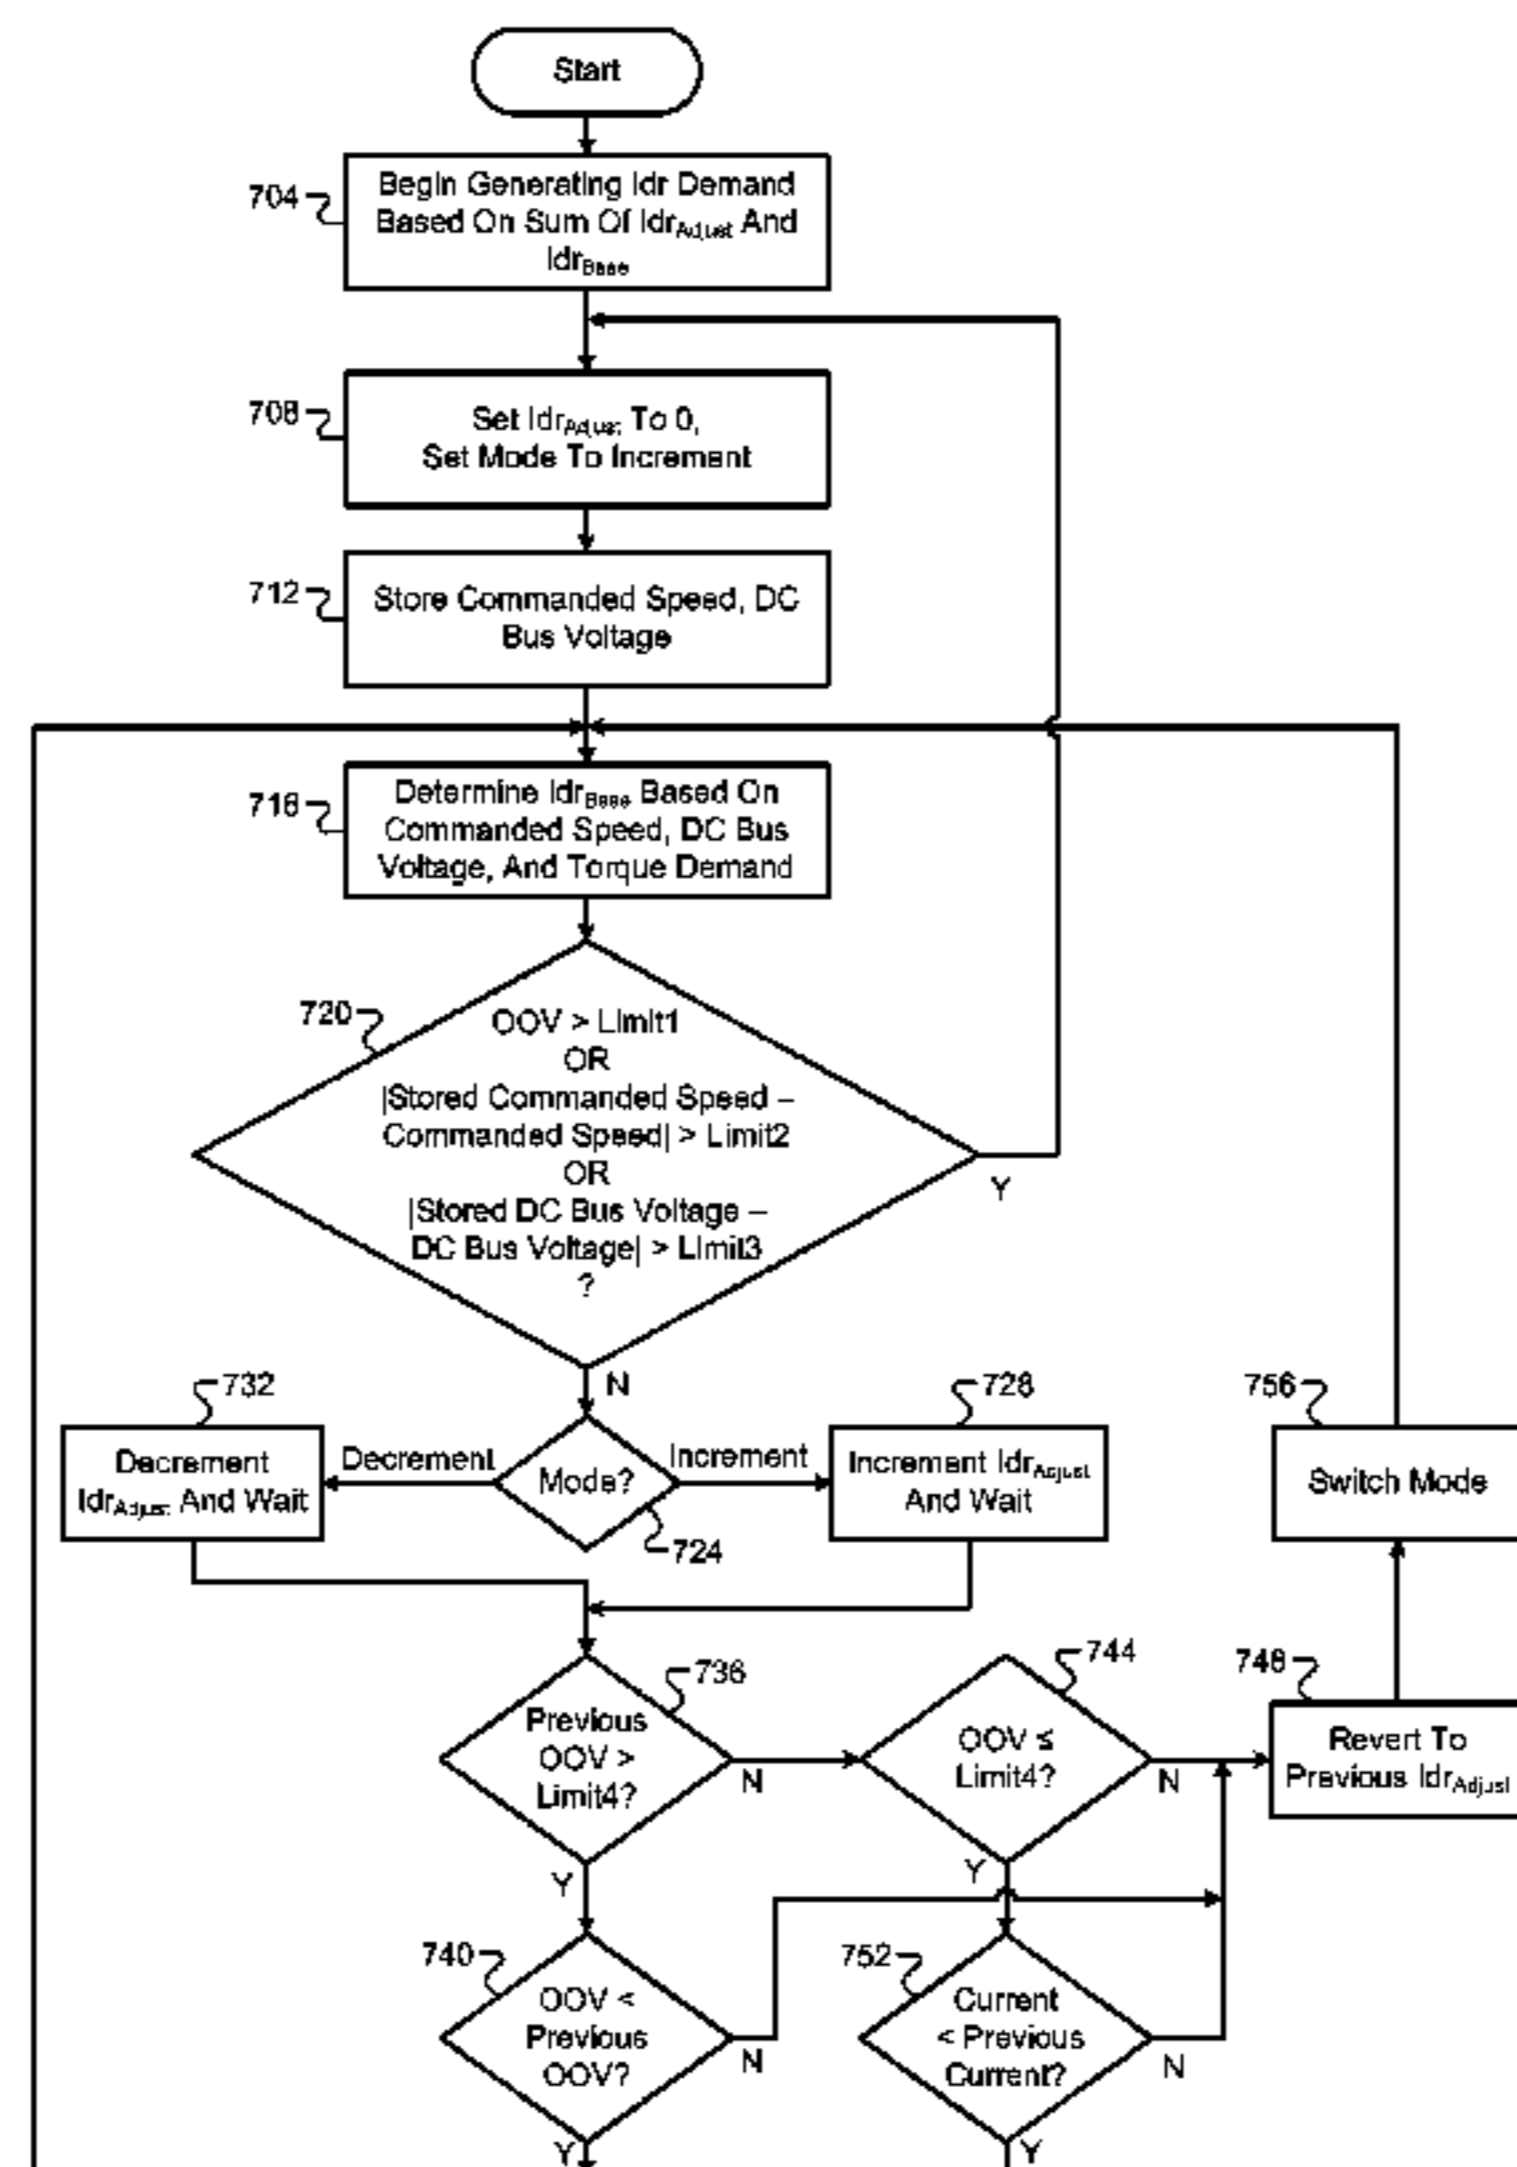 Start
704
Begin Generating Idr Demand
Based On Sum Of IdrAdjust And
IdrBase
708
Set IdrAdjust To 0,
Set Mode To Increment
712
Store Commanded Speed, DC
Bus Voltage
716
Determine IdrBase Based On
Commanded Speed, DC Bus
Voltage, And Torque Demand
720
OOV > Limit1
OR
|Stored Commanded Speed –
Commanded Speed| > Limit2
OR
|Stored DC Bus Voltage –
DC Bus Voltage| > Limit3
?
Y
N
732
Decrement
IdrAdjust And Wait
Decrement
Mode?
724
Increment
728
Increment IdrAdjust
And Wait
756
Switch Mode
736
Previous
OOV >
Limit4?
N
Y
744
OOV ≤
Limit4?
N
Y
748
Revert To
Previous IdrAdjust
740
OOV <
Previous
OOV?
N
Y
752
Current
< Previous
Current?
N
Y